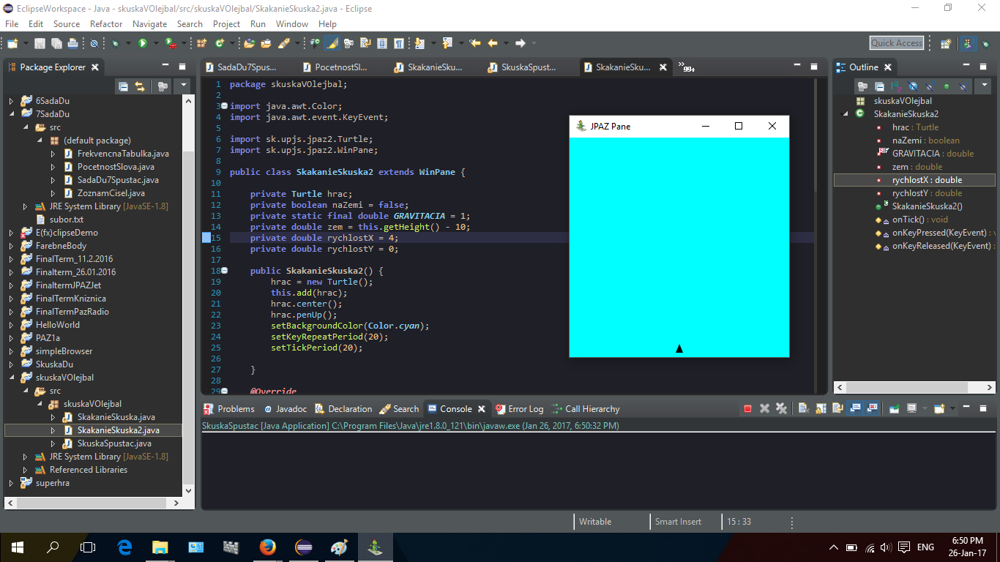 EclipseWorkspace - Java - skuskaVOlejbal/src/skuskaVOlejbal/SkakanieSkuska2.java - Eclipse
File Edit Source Refactor Navigate Search Project Run Window Help
Quick Access
Package Explorer
6SadaDu
7SadaDu
src
(default package)
FrekvencnaTabulka.java
PocetnostSlova.java
SadaDu7Spustac.java
ZoznamCisel.java
JRE System Library [JavaSE-1.8]
subor.txt
E(fx)clipseDemo
FarebneBody
FinalTerm_11.2.2016
Finalterm_26.01.2016
FinaltermJPAZJet
FinalTermKniznica
FinalTermPazRadio
HelloWorld
PAZ1a
simpleBrowser
SkuskaDu
skuskaVOlejbal
src
skuskaVOlejbal
SkakanieSkuska.java
SkakanieSkuska2.java
SkuskaSpustac.java
JRE System Library [JavaSE-1.8]
Referenced Libraries
superhra
SadaDu7Spus... PocetnostSl... SkakanieSku... SkuskaSpust... SkakanieSku...
1 package skuskaVOlejbal;
2
3 import java.awt.Color;
4 import java.awt.event.KeyEvent;
5
6 import sk.upjs.jpaz2.Turtle;
7 import sk.upjs.jpaz2.WinPane;
8
9 public class SkakanieSkuska2 extends WinPane {
10
11 private Turtle hrac;
12 private boolean naZemi = false;
13 private static final double GRAVITACIA = 1;
14 private double zem = this.getHeight() - 10;
15 private double rychlostX = 4;
16 private double rychlostY = 0;
17
18 public SkakanieSkuska2() {
19 hrac = new Turtle();
20 this.add(hrac);
21 hrac.center();
22 hrac.penUp();
23 setBackgroundColor(Color.cyan);
24 setKeyRepeatPeriod(20);
25 setTickPeriod(20);
26
27 }
28
29 @Override
JPAZ Pane
Outline
skuskaVOlejbal
SkakanieSkuska2
hrac : Turtle
naZemi : boolean
GRAVITACIA : double
zem : double
rychlostX : double
rychlostY : double
SkakanieSkuska2()
onTick() : void
onKeyPressed(KeyEvent) :
onKeyReleased(KeyEvent) :
Problems @ Javadoc Declaration Search Console Error Log Call Hierarchy
SkuskaSpustac [Java Application] C:\Program Files\Java\jre1.8.0_121\bin\javaw.exe (Jan 26, 2017, 6:50:32 PM)
Writable Smart Insert 15 : 33
ENG
6:50 PM
26-Jan-17